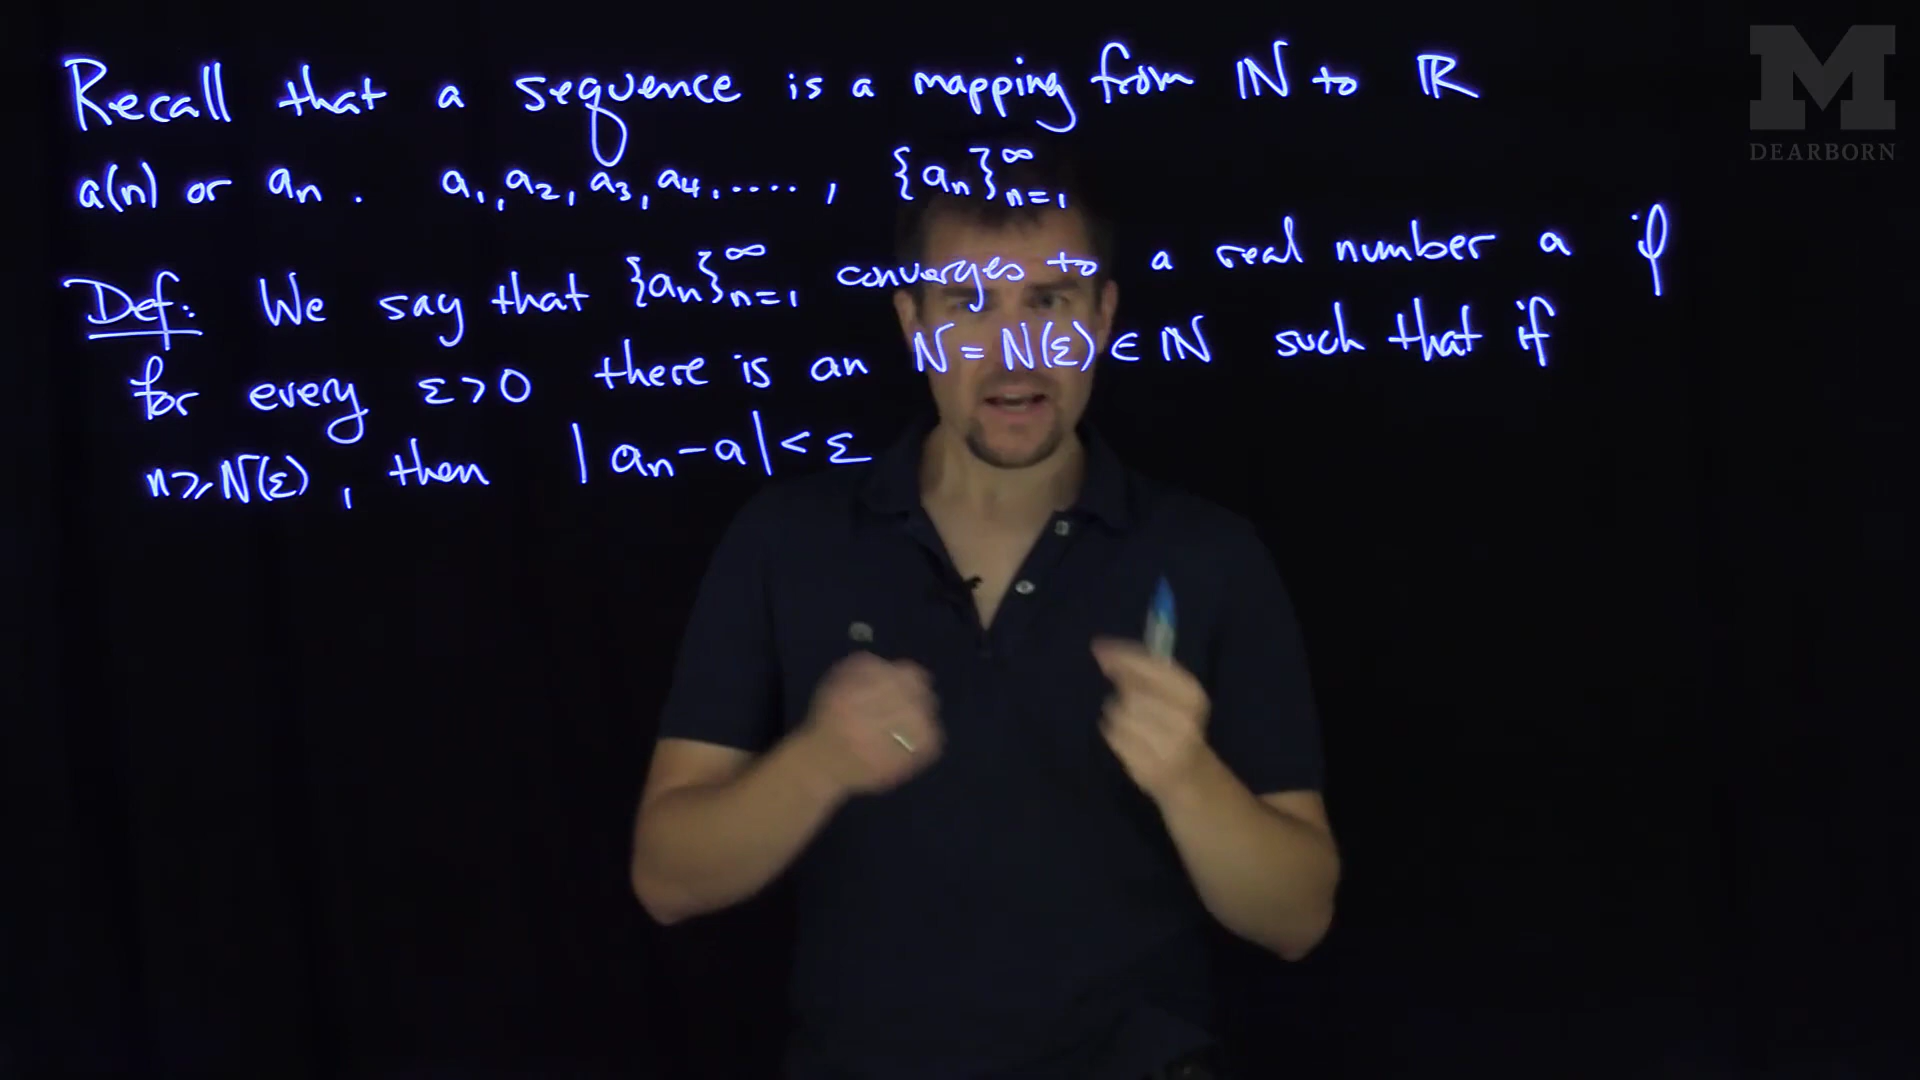 Recall that a sequence is a mapping from ℕ to ℝ
a(n) or aₙ . a₁, a₂, a₃, a₄, ....., {aₙ}ₙ₌₁^∞
Def: We say that {aₙ}ₙ₌₁^∞ converges to a real number a if
for every ε>0 there is an N = N(ε) ∈ ℕ such that if
n⩾N(ε), then |aₙ-a|<ε
M
DEARBORN